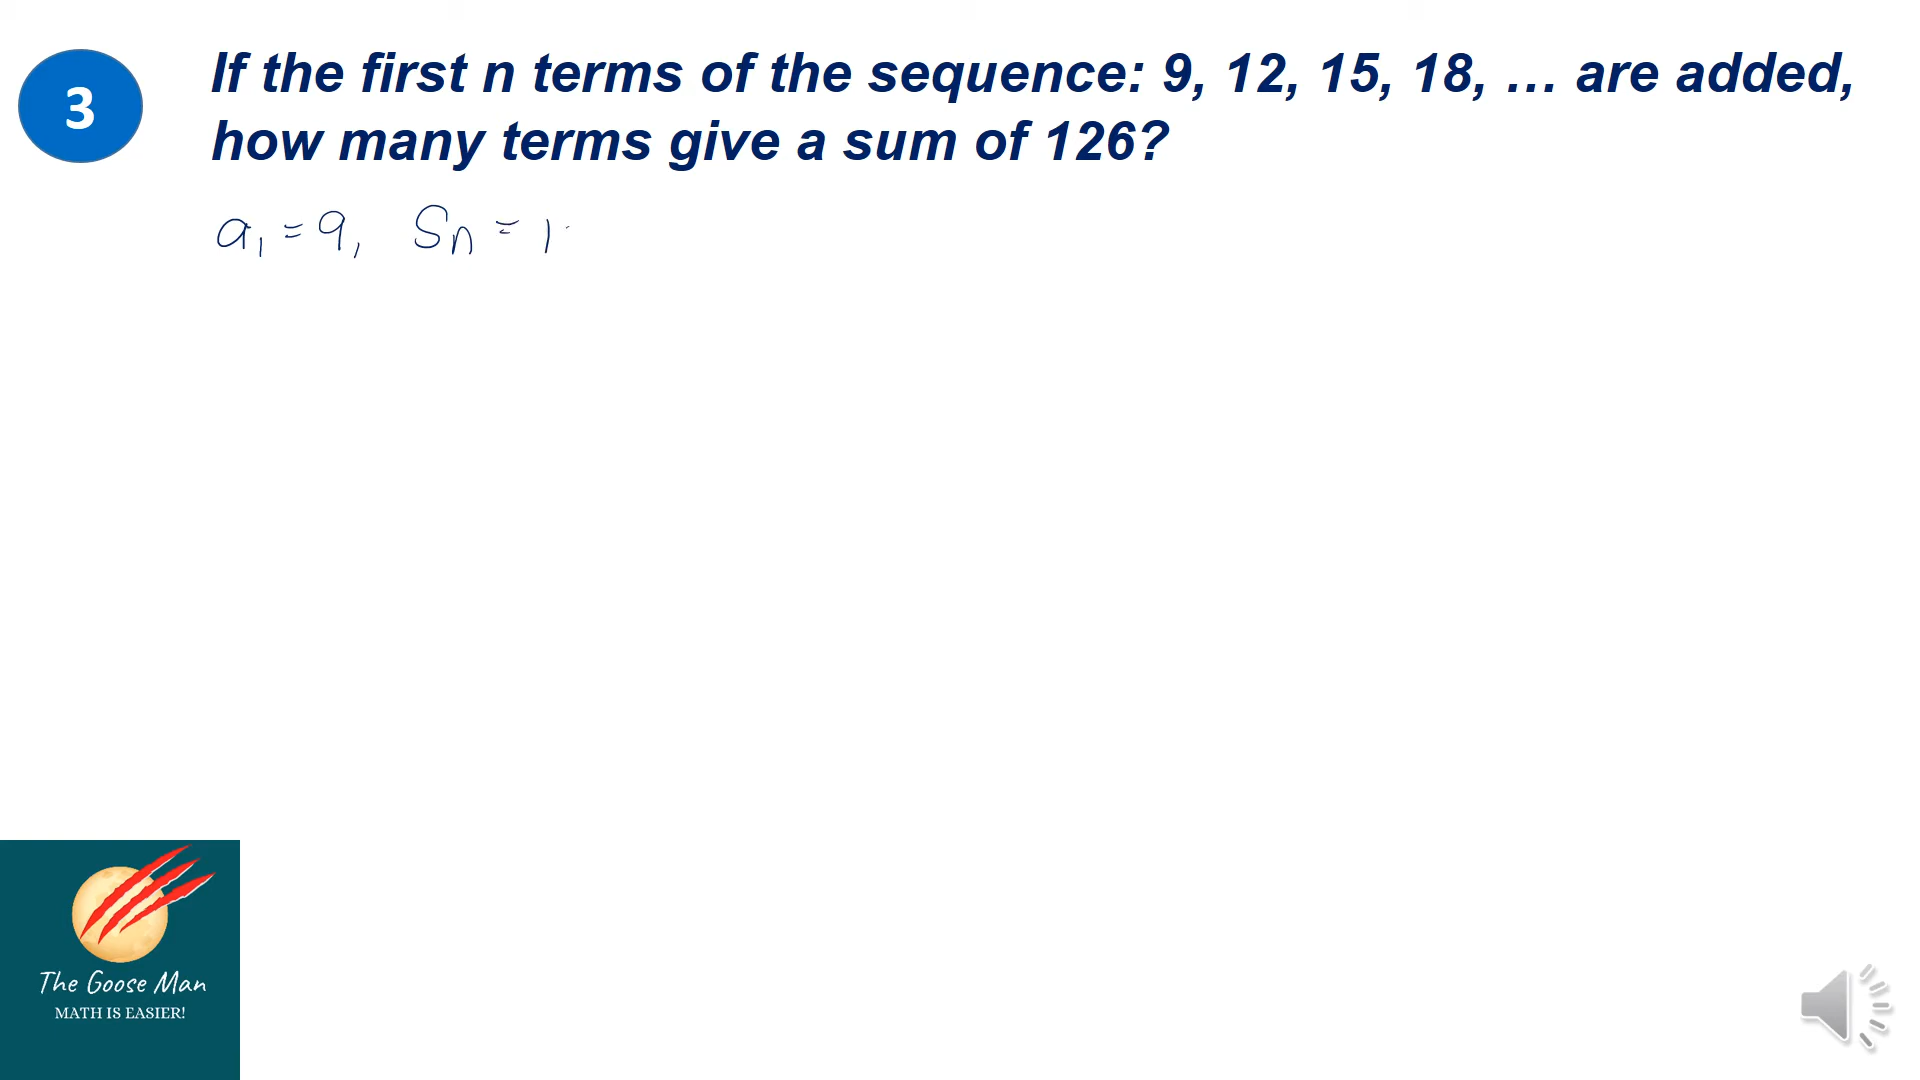 3
If the first n terms of the sequence: 9, 12, 15, 18, … are added,
how many terms give a sum of 126?
a₁ = 9, Sₙ = 1
The Goose Man
MATH IS EASIER!